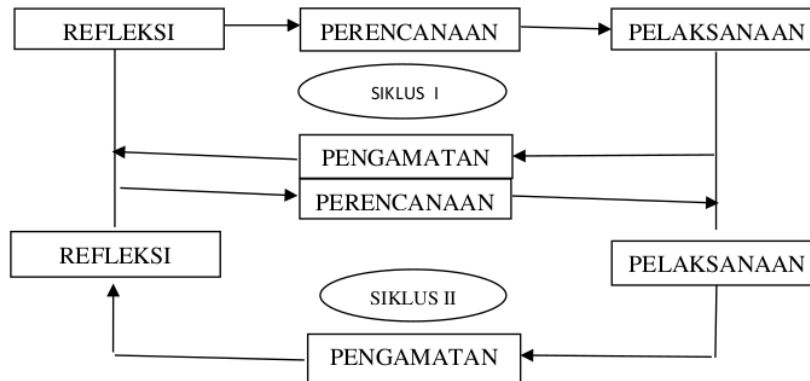 REFLEKSI PERENCANAAN PELAKSANAAN
SIKLUS I
PENGAMATAN
PERENCANAAN
REFLEKSI PELAKSANAAN
SIKLUS II
PENGAMATAN